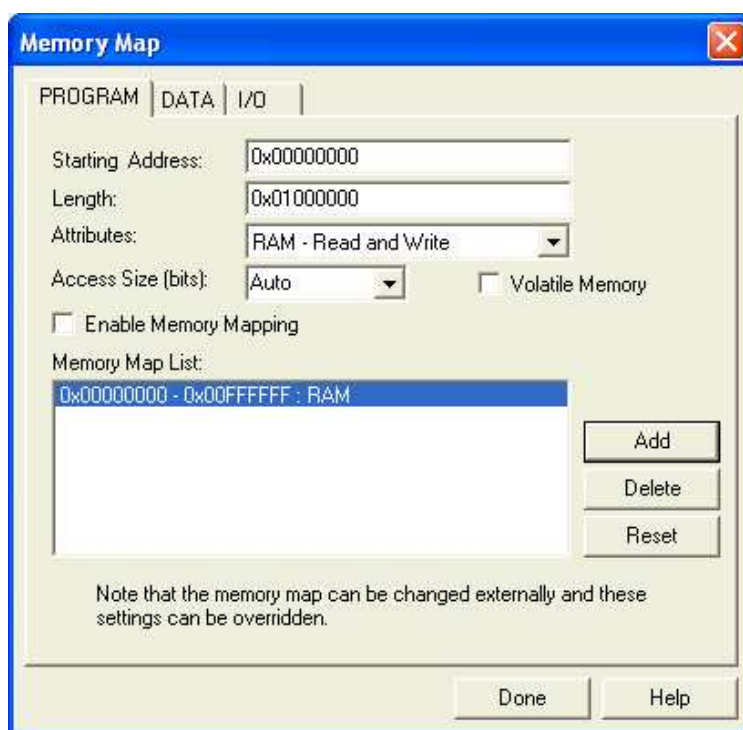 Memory Map
PROGRAM DATA I/O
Starting Address: 0x00000000
Length: 0x01000000
Attributes: RAM - Read and Write
Access Size (bits): Auto Volatile Memory
Enable Memory Mapping
Memory Map List:
0x00000000 - 0x00FFFFFF : RAM
Add
Delete
Reset
Note that the memory map can be changed externally and these
settings can be overridden.
Done Help